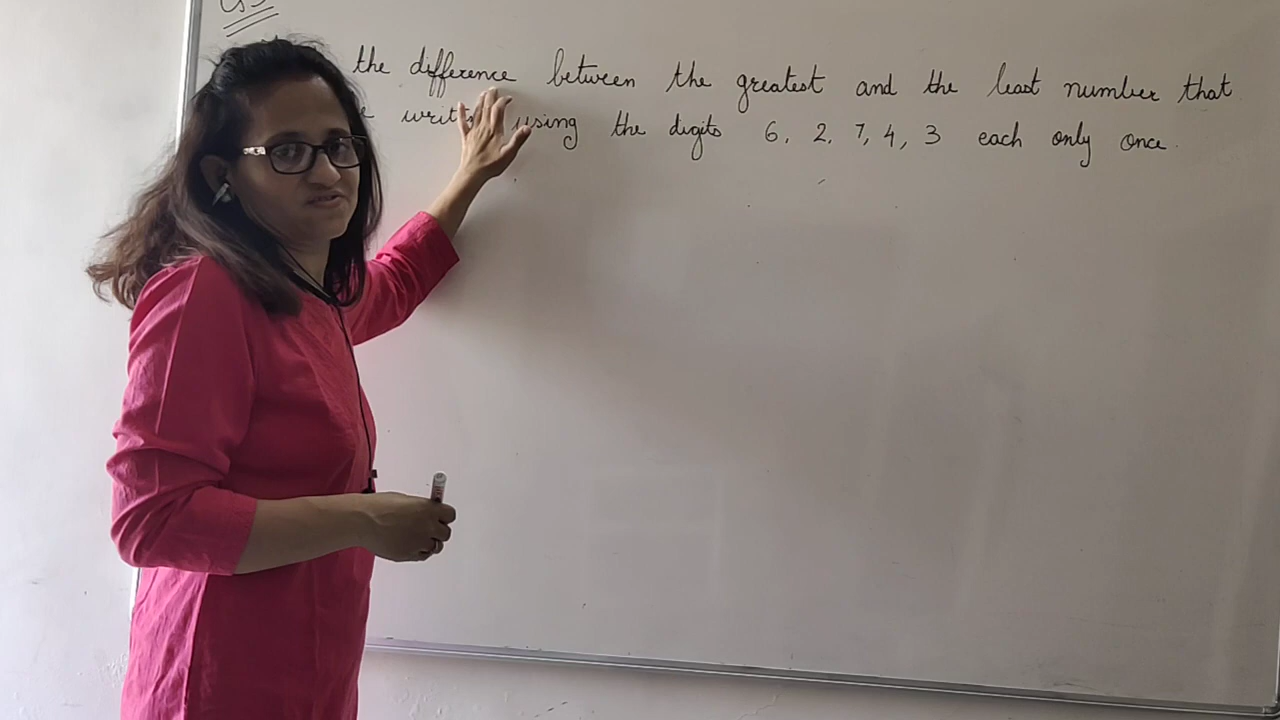 the difference between the greatest and the least number that
using the digits 6, 2, 7, 4, 3 each only once.